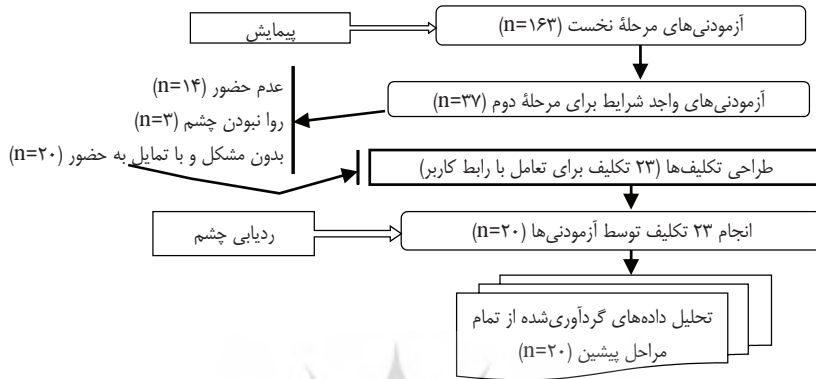 آزمودنی‌های مرحلهٔ نخست (n=۱۶۳)
پیمایش
آزمودنی‌های واجد شرایط برای مرحلهٔ دوم (n=۳۷)
عدم حضور (n=۱۴)
روا نبودن چشم (n=۳)
بدون مشکل و با تمایل به حضور (n=۲۰)
طراحی تکلیف‌ها (۲۳ تکلیف برای تعامل با رابط کاربر)
انجام ۲۳ تکلیف توسط آزمودنی‌ها (n=۲۰)
ردیابی چشم
تحلیل داده‌های گردآوری‌شده از تمام
مراحل پیشین (n=۲۰)